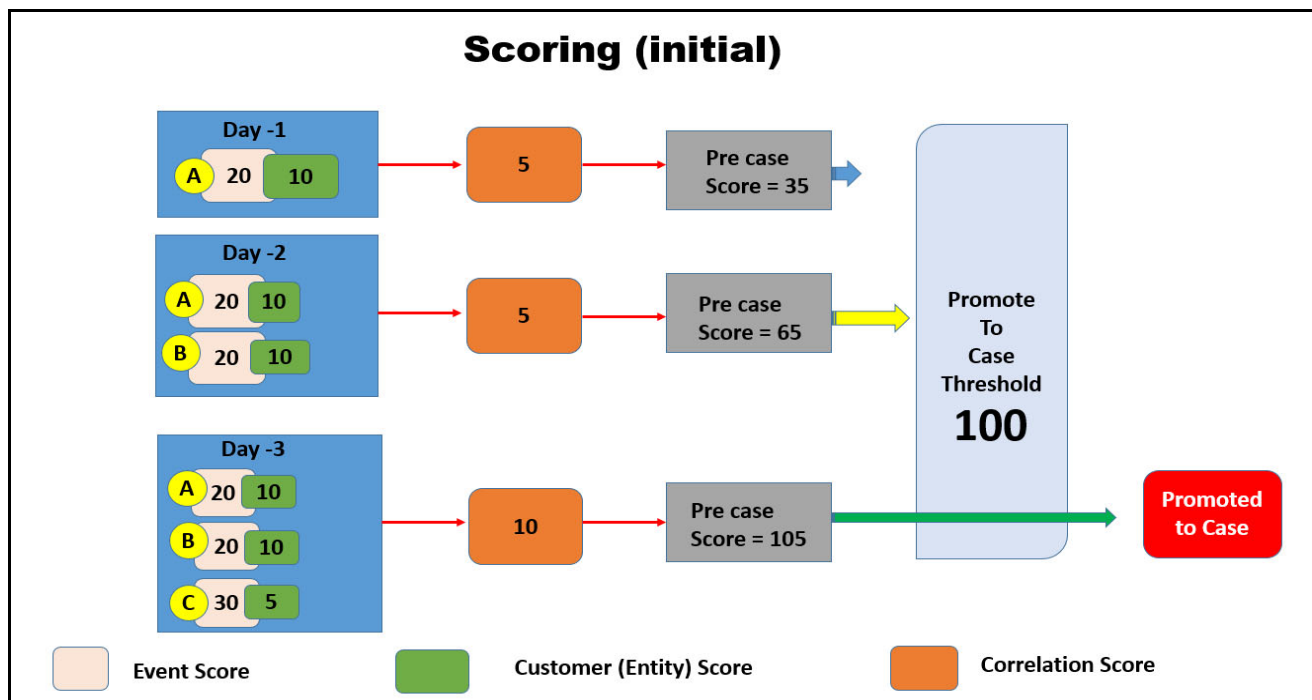 Scoring (initial)
Day -1
A 20 10
5
Pre case
Score = 35
Day -2
A 20 10
B 20 10
5
Pre case
Score = 65
Promote
To
Case
Threshold
100
Day -3
A 20 10
B 20 10
C 30 5
10
Pre case
Score = 105
Promoted
to Case
Event Score
Customer (Entity) Score
Correlation Score